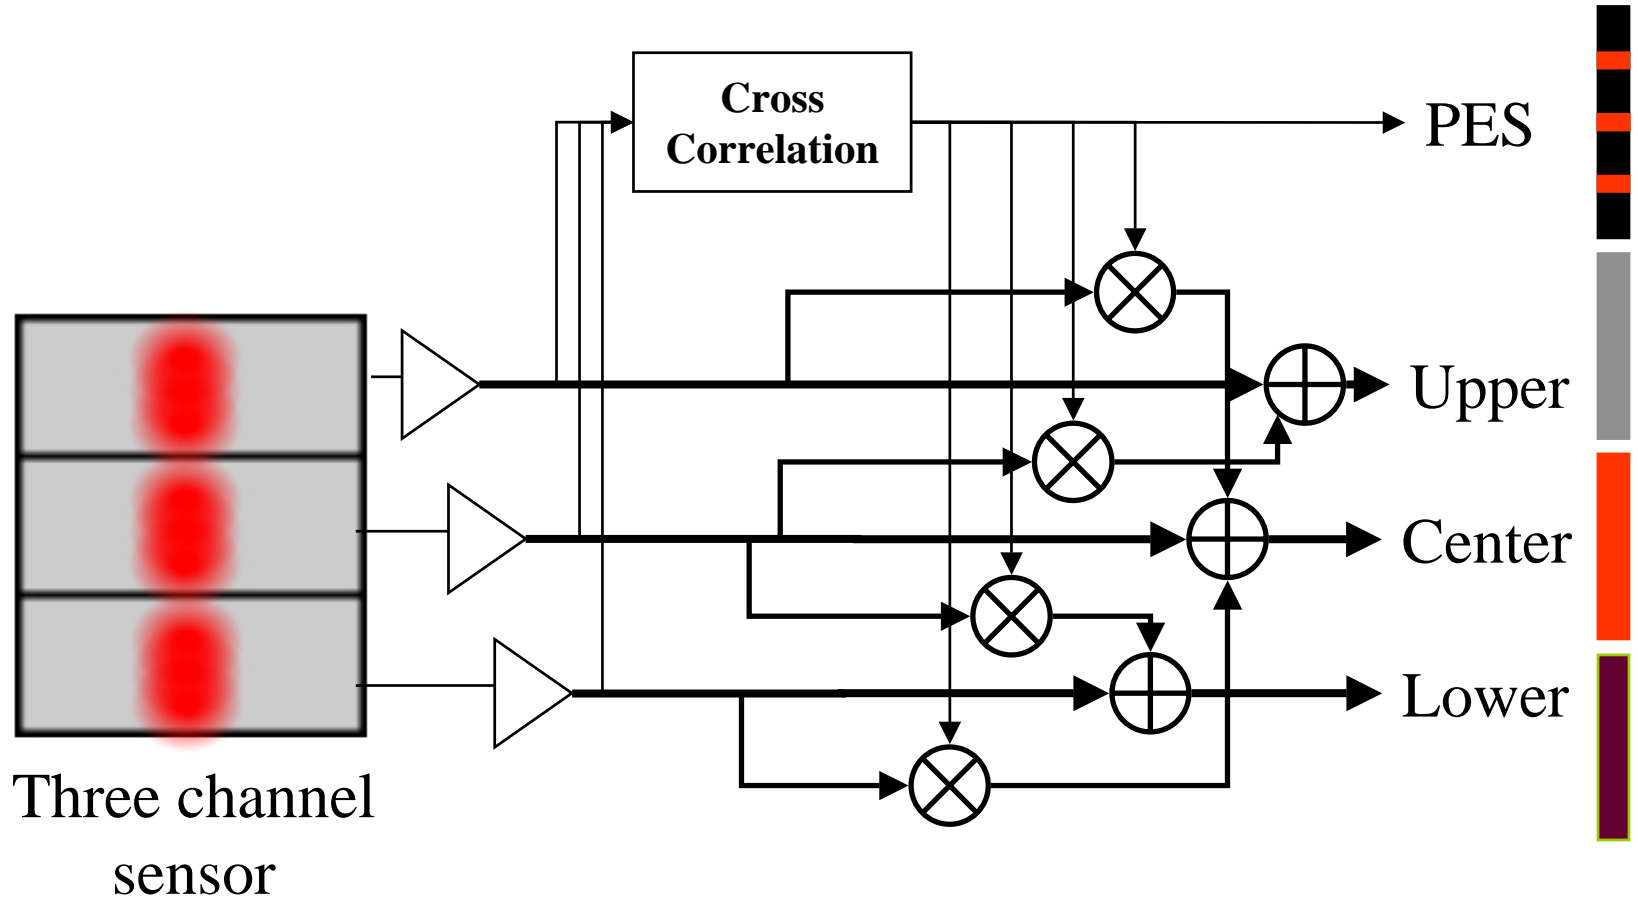 Cross
Correlation
PES
Upper
Center
Lower
Three channel
sensor